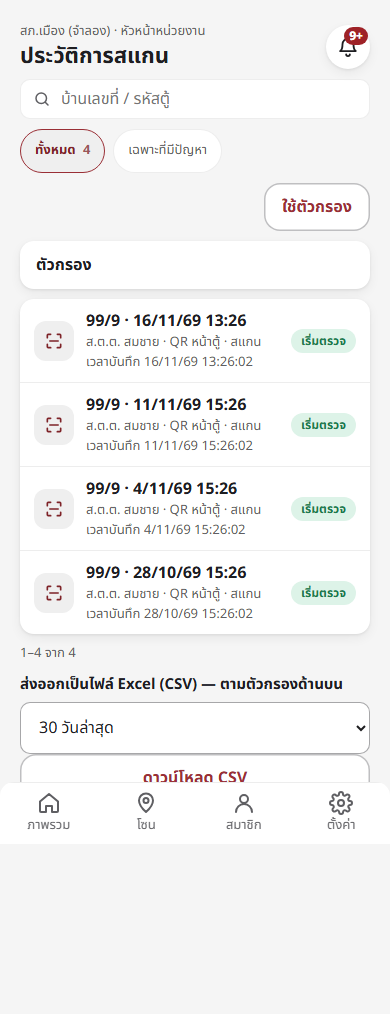 สภ.เมือง (จำลอง) · หัวหน้าหน่วยงาน
ประวัติการสแกน
9+
บ้านเลขที่ / รหัสตู้
ทั้งหมด 4
เฉพาะที่มีปัญหา
ใช้ตัวกรอง
ตัวกรอง
99/9 · 16/11/69 13:26
ส.ต.ต. สมชาย · QR หน้าตู้ · สแกน
เวลาบันทึก 16/11/69 13:26:02
เริ่มตรวจ
99/9 · 11/11/69 15:26
ส.ต.ต. สมชาย · QR หน้าตู้ · สแกน
เวลาบันทึก 11/11/69 15:26:02
เริ่มตรวจ
99/9 · 4/11/69 15:26
ส.ต.ต. สมชาย · QR หน้าตู้ · สแกน
เวลาบันทึก 4/11/69 15:26:02
เริ่มตรวจ
99/9 · 28/10/69 15:26
ส.ต.ต. สมชาย · QR หน้าตู้ · สแกน
เวลาบันทึก 28/10/69 15:26:02
เริ่มตรวจ
1–4 จาก 4
ส่งออกเป็นไฟล์ Excel (CSV) — ตามตัวกรองด้านบน
30 วันล่าสุด
ดาวน์โหลด CSV
ภาพรวม
โซน
สมาชิก
ตั้งค่า